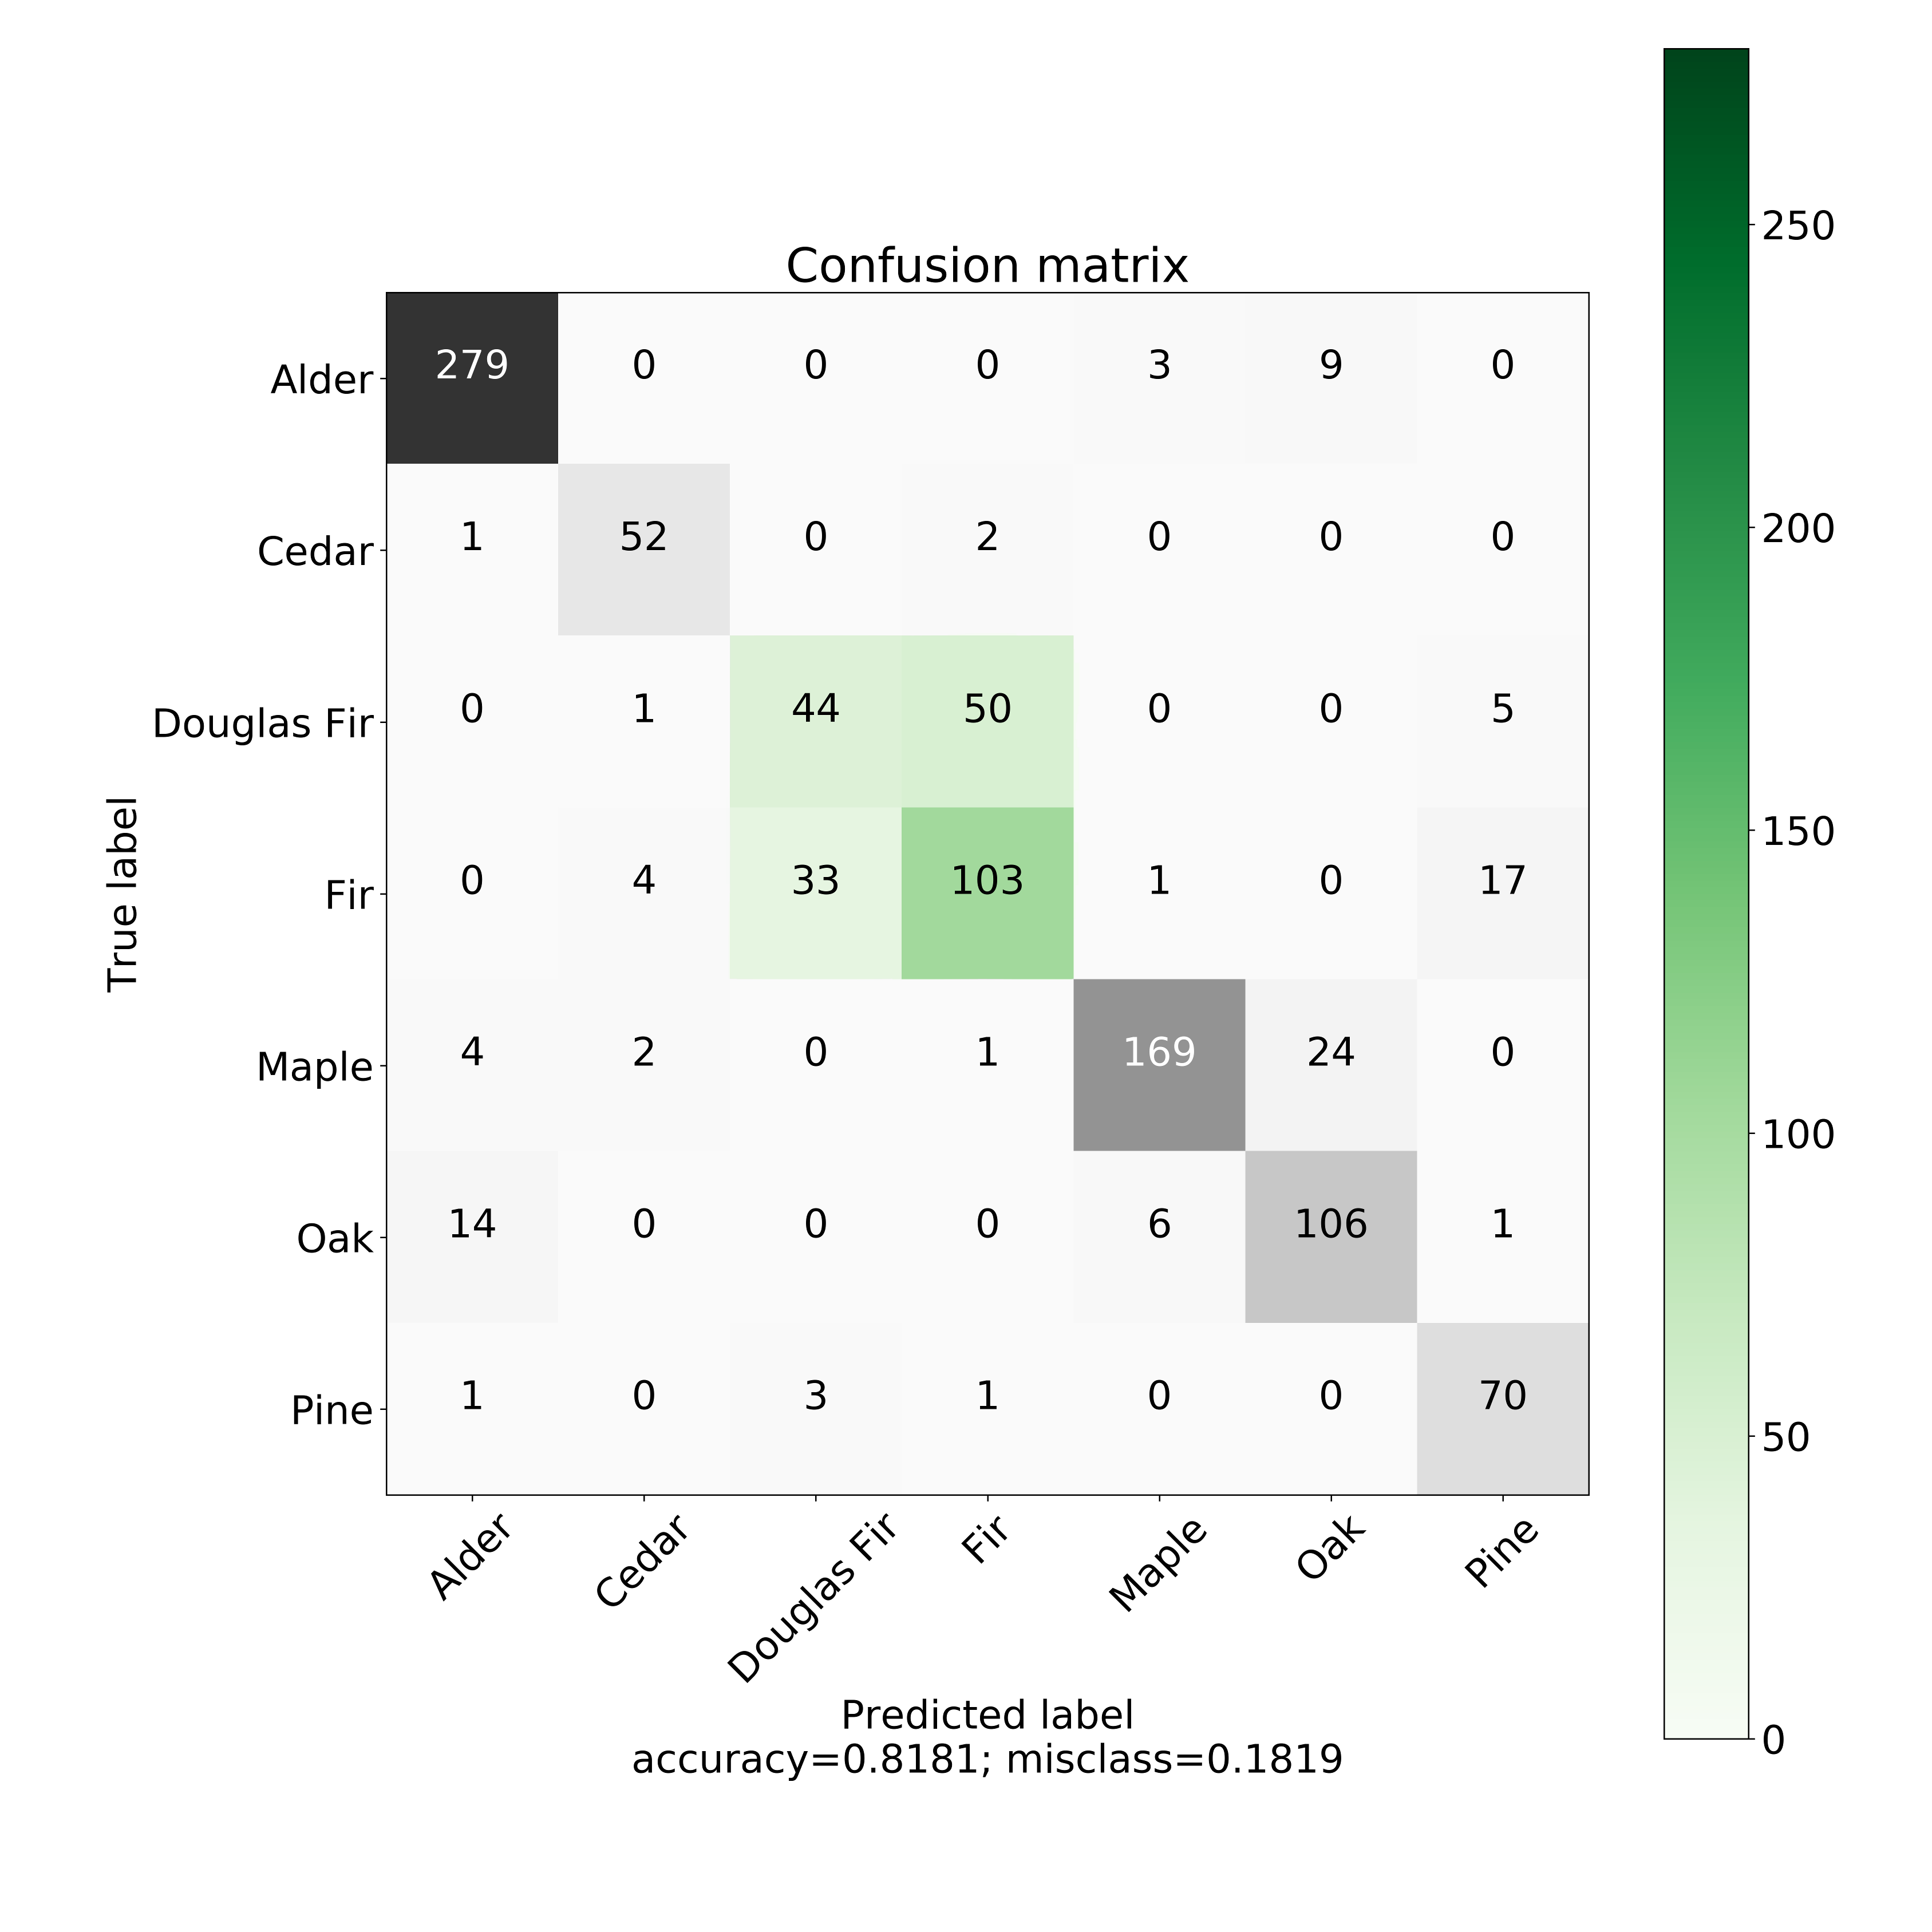 Confusion matrix
Alder 279 0 0 0 3 9 0
Cedar 1 52 0 2 0 0 0
Douglas Fir 0 1 44 50 0 0 5
Fir 0 4 33 103 1 0 17
Maple 4 2 0 1 169 24 0
Oak 14 0 0 0 6 106 1
Pine 1 0 3 1 0 0 70
True label
Alder Cedar Douglas Fir Fir Maple Oak Pine
Predicted label
accuracy=0.8181; misclass=0.1819
250
200
150
100
50
0